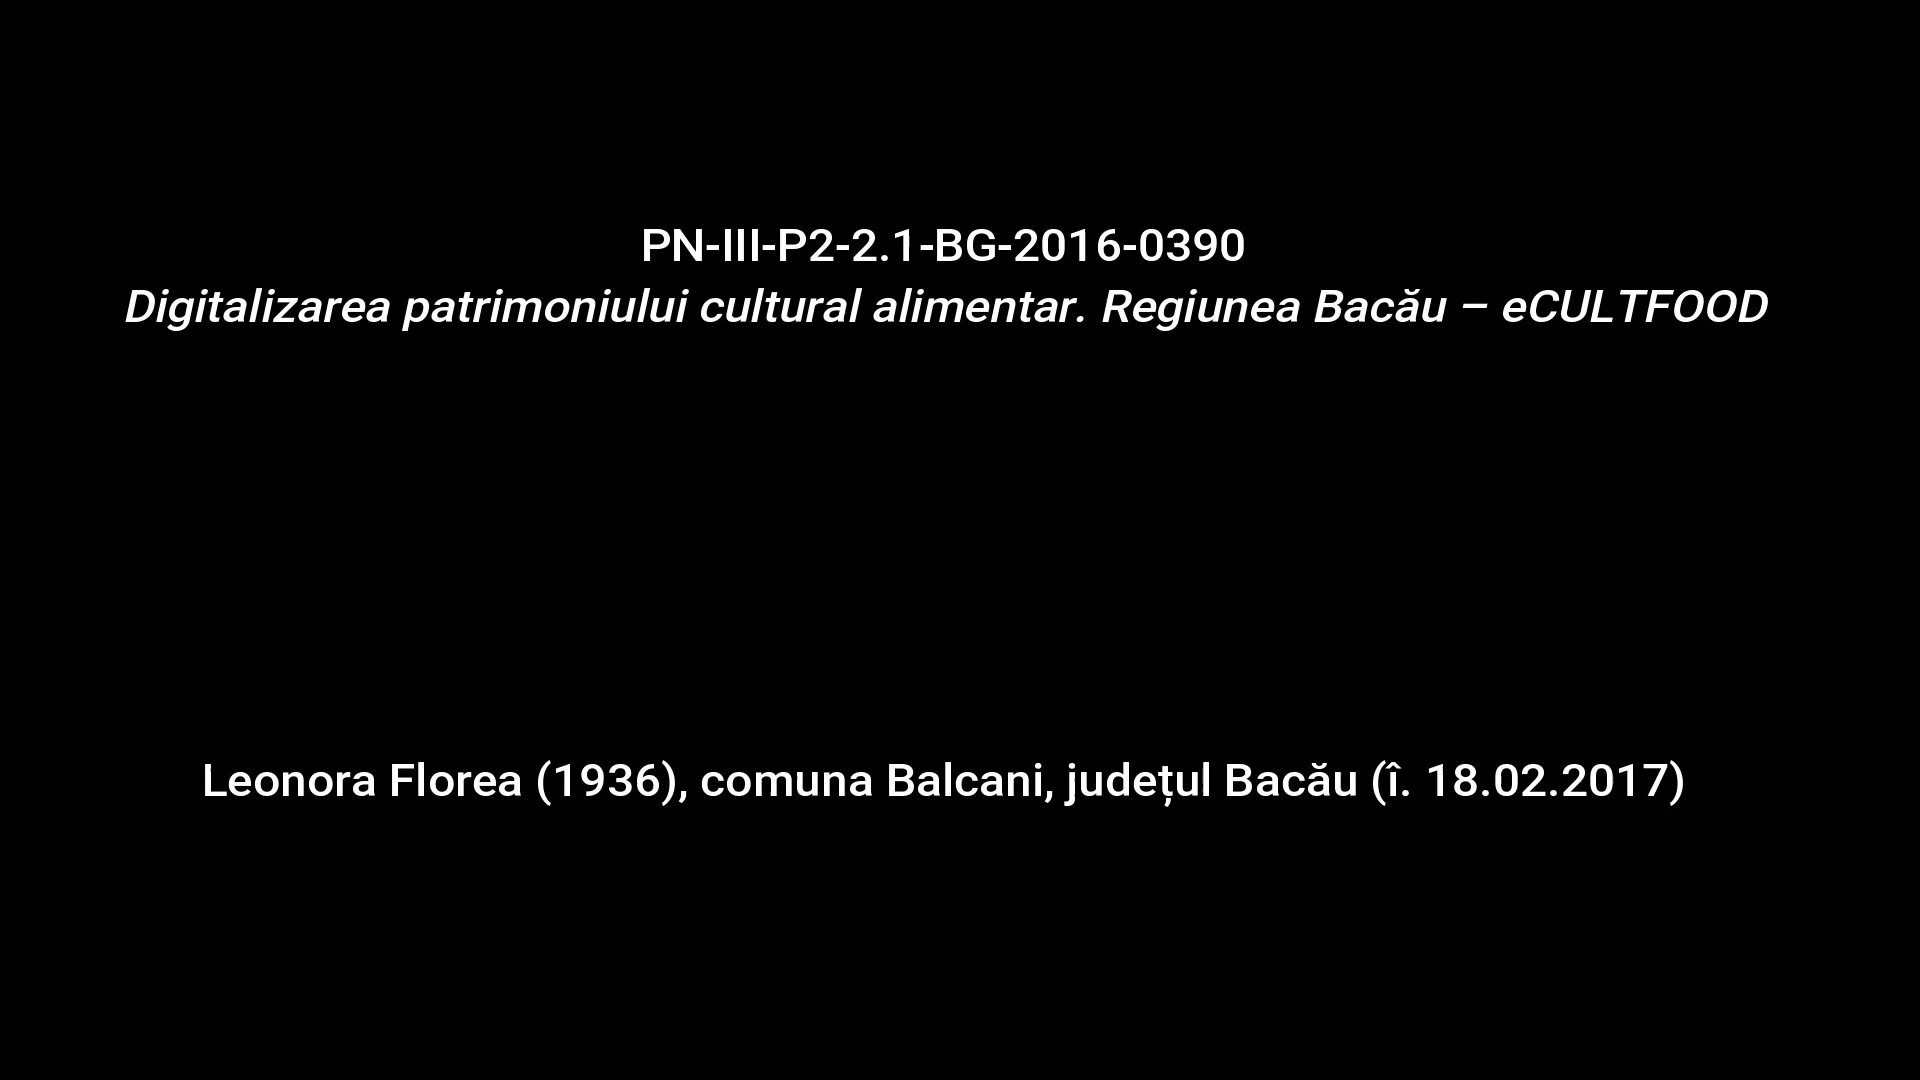 PN-III-P2-2.1-BG-2016-0390
Digitalizarea patrimoniului cultural alimentar. Regiunea Bacău – eCULTFOOD
Leonora Florea (1936), comuna Balcani, județul Bacău (î. 18.02.2017)